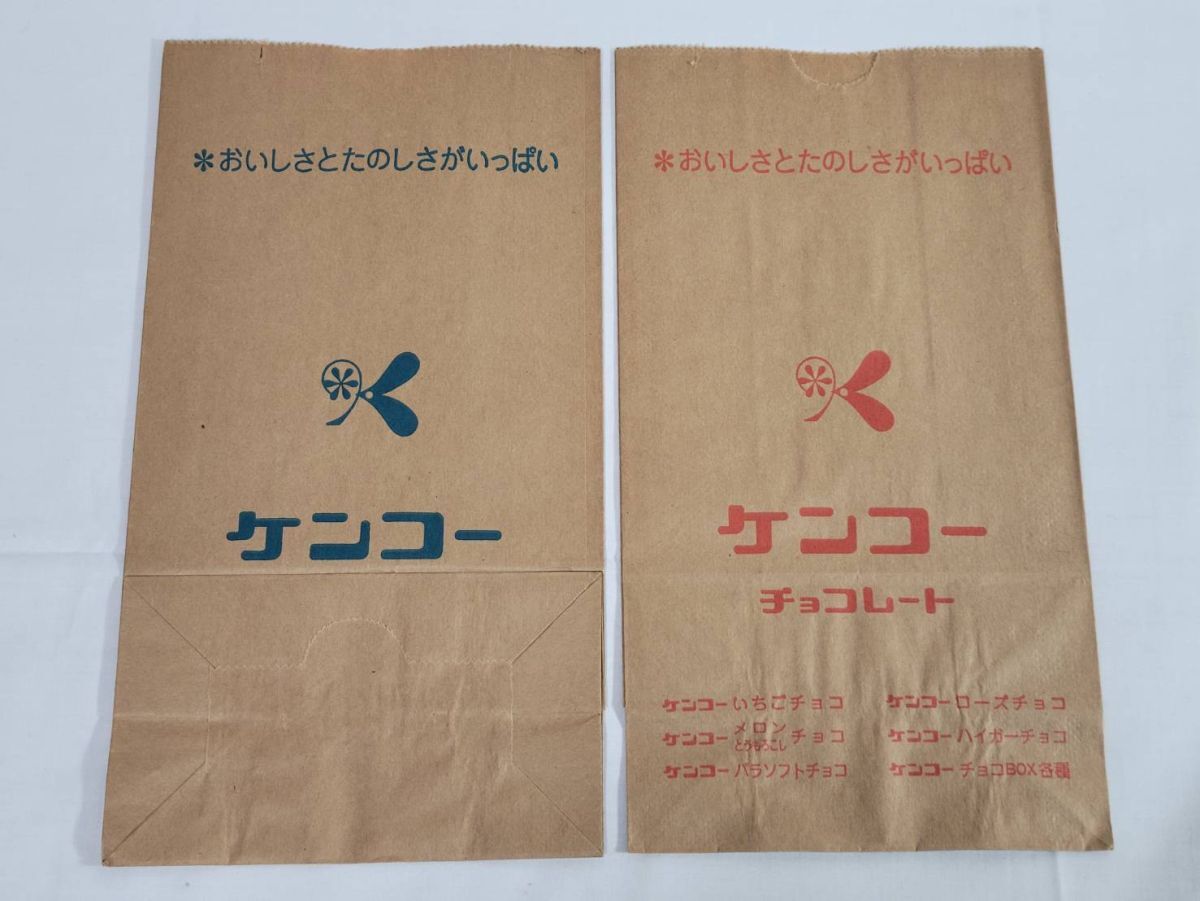 *おいしさとたのしさがいっぱい
ケンコー
*おいしさとたのしさがいっぱい
ケンコー
チョコレート
ケンコーいちごチョコ
ケンコーローズチョコ
ケンコーメロンとうもろこしチョコ
ケンコーハイガーチョコ
ケンコーパラソフトチョコ
ケンコーチョコBOX各種